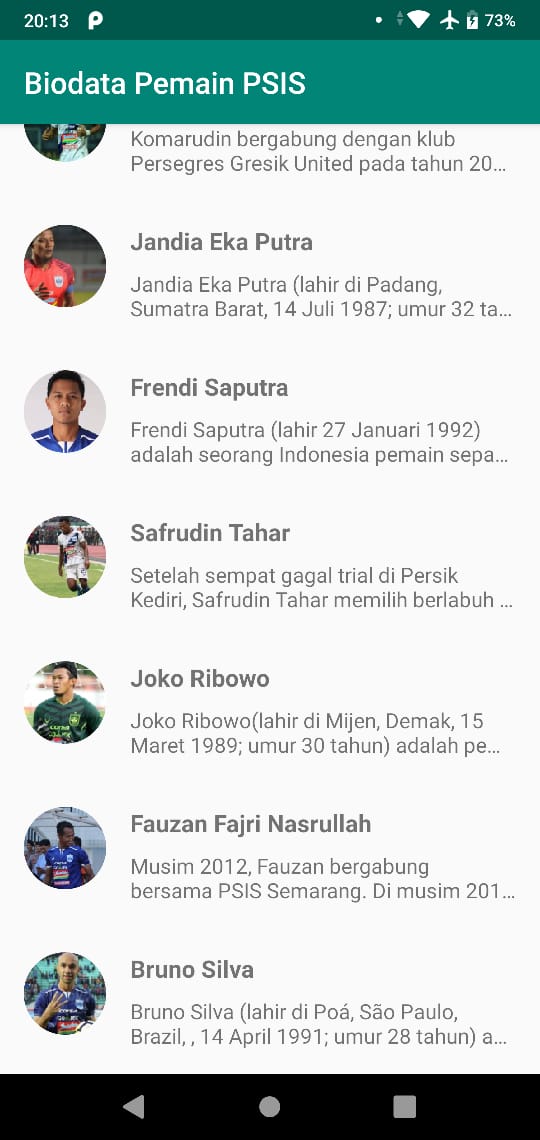 20:13
73%
Biodata Pemain PSIS
Komarudin bergabung dengan klub
Persegres Gresik United pada tahun 20...
Jandia Eka Putra
Jandia Eka Putra (lahir di Padang,
Sumatra Barat, 14 Juli 1987; umur 32 ta...
Frendi Saputra
Frendi Saputra (lahir 27 Januari 1992)
adalah seorang Indonesia pemain sepa...
Safrudin Tahar
Setelah sempat gagal trial di Persik
Kediri, Safrudin Tahar memilih berlabuh ...
Joko Ribowo
Joko Ribowo(lahir di Mijen, Demak, 15
Maret 1989; umur 30 tahun) adalah pe...
Fauzan Fajri Nasrullah
Musim 2012, Fauzan bergabung
bersama PSIS Semarang. Di musim 201...
Bruno Silva
Bruno Silva (lahir di Poá, São Paulo,
Brazil, , 14 April 1991; umur 28 tahun) a...